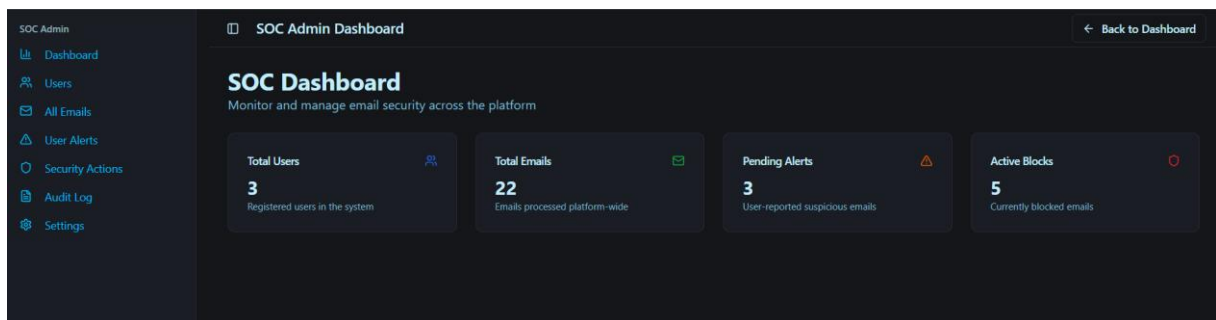 SOC Admin
Dashboard
Users
All Emails
User Alerts
Security Actions
Audit Log
Settings
SOC Admin Dashboard
← Back to Dashboard
SOC Dashboard
Monitor and manage email security across the platform
Total Users
3
Registered users in the system
Total Emails
22
Emails processed platform-wide
Pending Alerts
3
User-reported suspicious emails
Active Blocks
5
Currently blocked emails